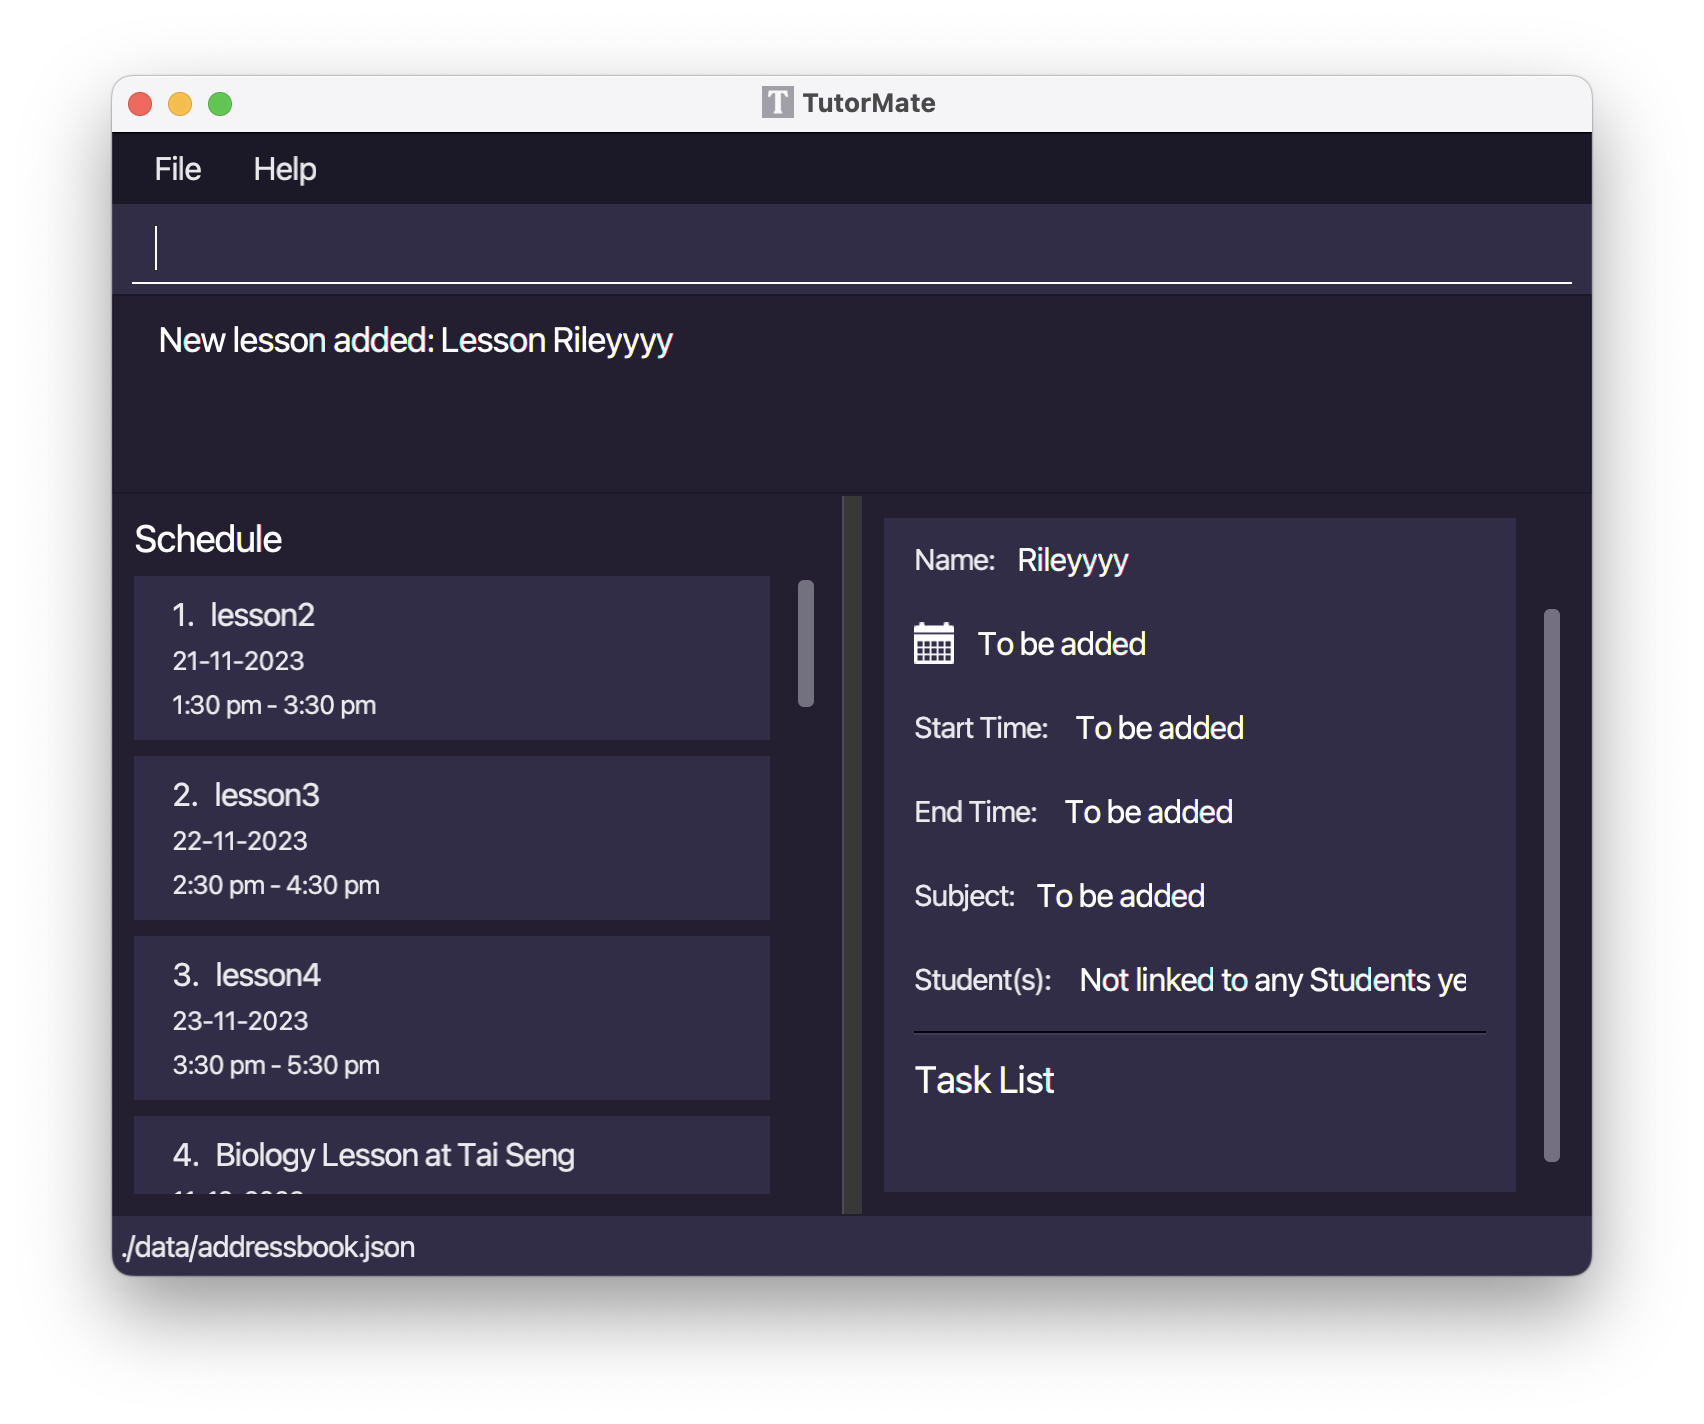 TutorMate
File Help
New lesson added: Lesson Rileyyyy
Schedule
1. lesson2
21-11-2023
1:30 pm - 3:30 pm
2. lesson3
22-11-2023
2:30 pm - 4:30 pm
3. lesson4
23-11-2023
3:30 pm - 5:30 pm
4. Biology Lesson at Tai Seng
Name: Rileyyyy
To be added
Start Time: To be added
End Time: To be added
Subject: To be added
Student(s): Not linked to any Students ye
Task List
./data/addressbook.json